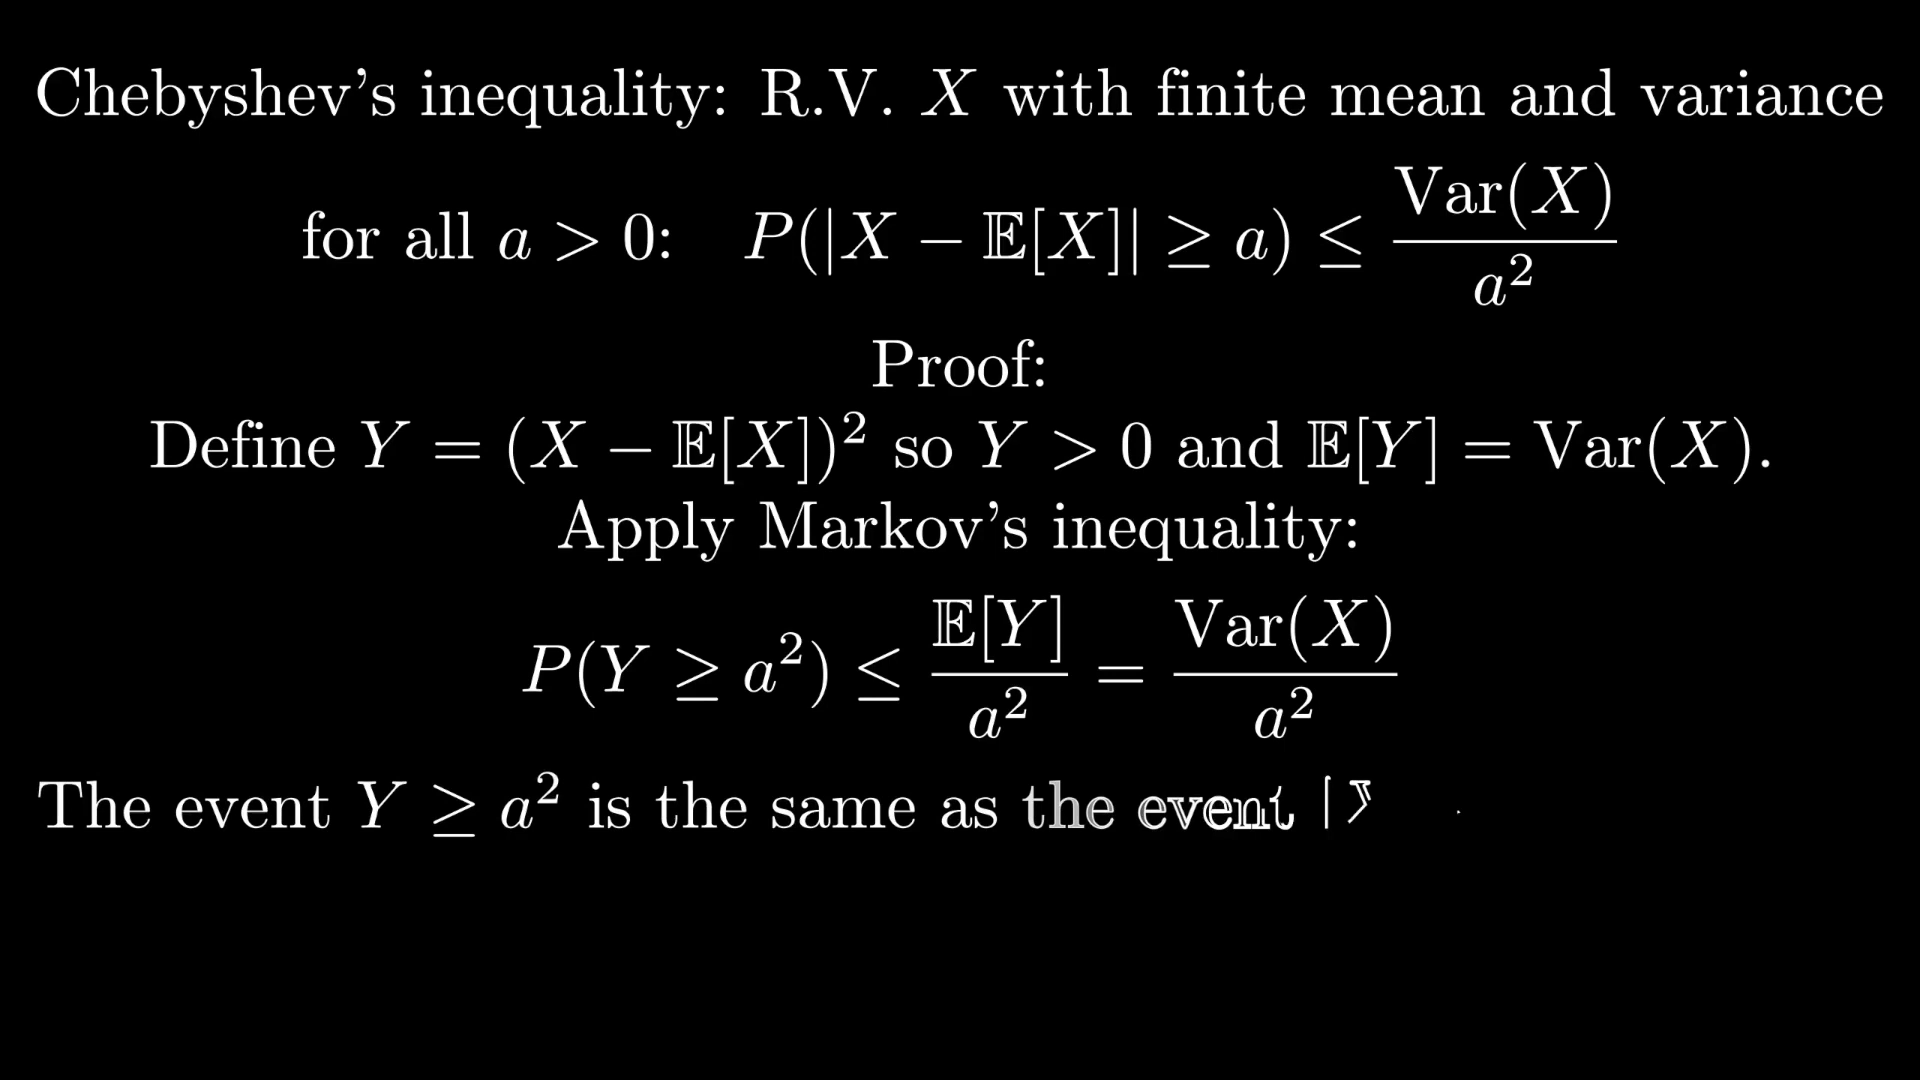 Chebyshev's inequality: R.V. X with finite mean and variance
for all a > 0: P(|X − 𝔼[X]| ≥ a) ≤ Var(X)/a²
Proof:
Define Y = (X − 𝔼[X])² so Y > 0 and 𝔼[Y] = Var(X).
Apply Markov's inequality:
P(Y ≥ a²) ≤ 𝔼[Y]/a² = Var(X)/a²
The event Y ≥ a² is the same as the event |